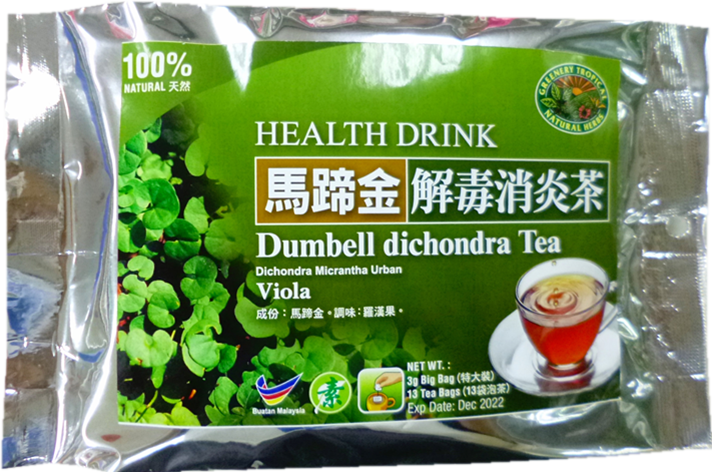 100%
NATURAL 天然
GREENERY TROPICAL
NATURAL HERBS
HEALTH DRINK
馬蹄金 解毒消炎茶
Dumbell dichondra Tea
Dichondra Micrantha Urban
Viola
成份：馬蹄金。調味：羅漢果。
Buatan Malaysia
素
NET WT. :
3g Big Bag (特大裝)
13 Tea Bags (13袋泡茶)
Exp Date: Dec 2022